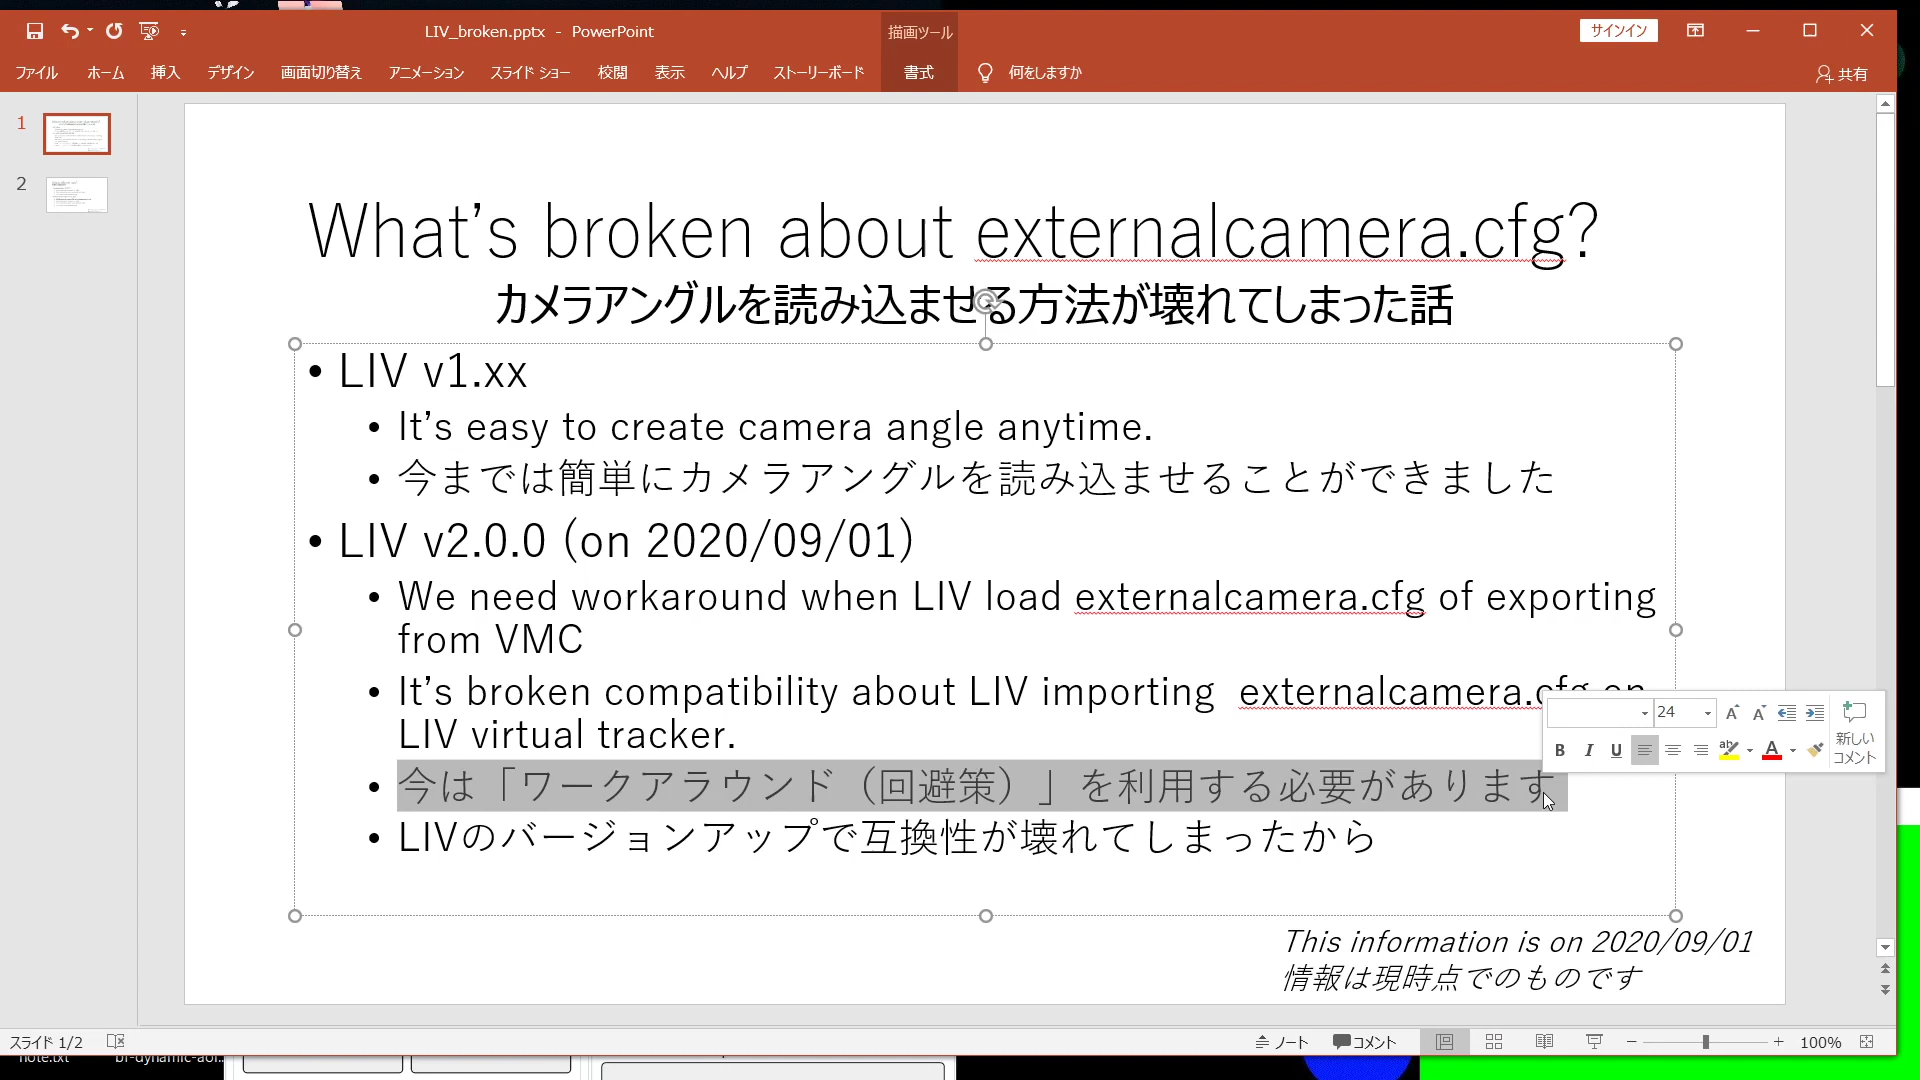 LIV_broken.pptx - PowerPoint
描画ツール
サインイン
ファイル ホーム 挿入 デザイン 画面切り替え アニメーション スライド ショー 校閲 表示 ヘルプ ストーリーボード 書式 何をしますか 共有
1
2
What's broken about externalcamera.cfg?
カメラアングルを読み込ませる方法が壊れてしまった話
• LIV v1.xx
• It's easy to create camera angle anytime.
• 今までは簡単にカメラアングルを読み込ませることができました
• LIV v2.0.0 (on 2020/09/01)
• We need workaround when LIV load externalcamera.cfg of exporting
from VMC
• It's broken compatibility about LIV importing externalcamera.cfg on
LIV virtual tracker.
• 今は「ワークアラウンド（回避策）」を利用する必要があります
• LIVのバージョンアップで互換性が壊れてしまったから
24
A A
B I U ab A
新しい
コメント
This information is on 2020/09/01
情報は現時点でのものです
スライド 1/2
ノート コメント
100%
note.txt